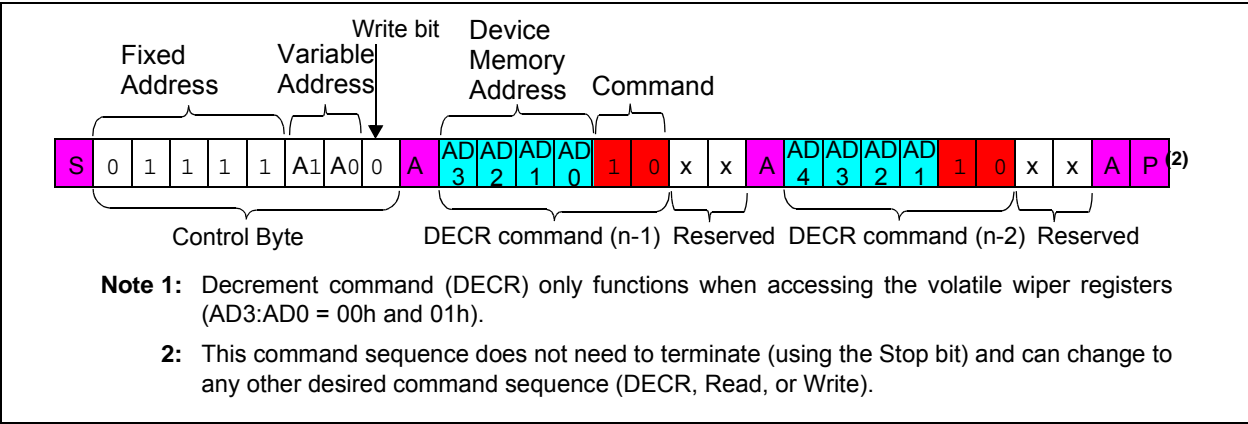 Write bit
Fixed Address
Variable Address
Device Memory Address
Command
S 0 1 1 1 1 A1 A0 0 A AD3 AD2 AD1 AD0 1 0 x x A AD4 AD3 AD2 AD1 1 0 x x A P (2)
Control Byte DECR command (n-1) Reserved DECR command (n-2) Reserved
Note 1: Decrement command (DECR) only functions when accessing the volatile wiper registers
(AD3:AD0 = 00h and 01h).
2: This command sequence does not need to terminate (using the Stop bit) and can change to
any other desired command sequence (DECR, Read, or Write).